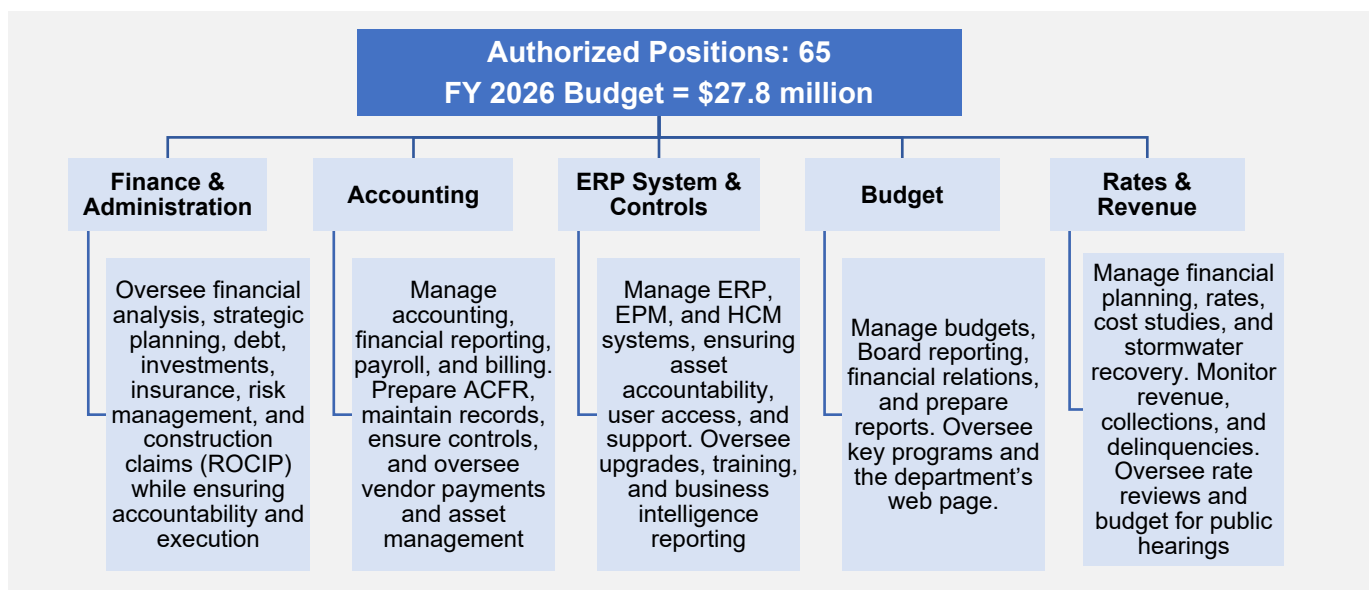 Authorized Positions: 65
FY 2026 Budget = $27.8 million
Finance &
Administration
Accounting
ERP System &
Controls
Budget
Rates &
Revenue
Oversee financial
analysis, strategic
planning, debt,
investments,
insurance, risk
management, and
construction
claims (ROCIP)
while ensuring
accountability and
execution
Manage
accounting,
financial reporting,
payroll, and billing.
Prepare ACFR,
maintain records,
ensure controls,
and oversee
vendor payments
and asset
management
Manage ERP,
EPM, and HCM
systems, ensuring
asset
accountability,
user access, and
support. Oversee
upgrades, training,
and business
intelligence
reporting
Manage budgets,
Board reporting,
financial relations,
and prepare
reports. Oversee
key programs and
the department’s
web page.
Manage financial
planning, rates,
cost studies, and
stormwater
recovery. Monitor
revenue,
collections, and
delinquencies.
Oversee rate
reviews and
budget for public
hearings